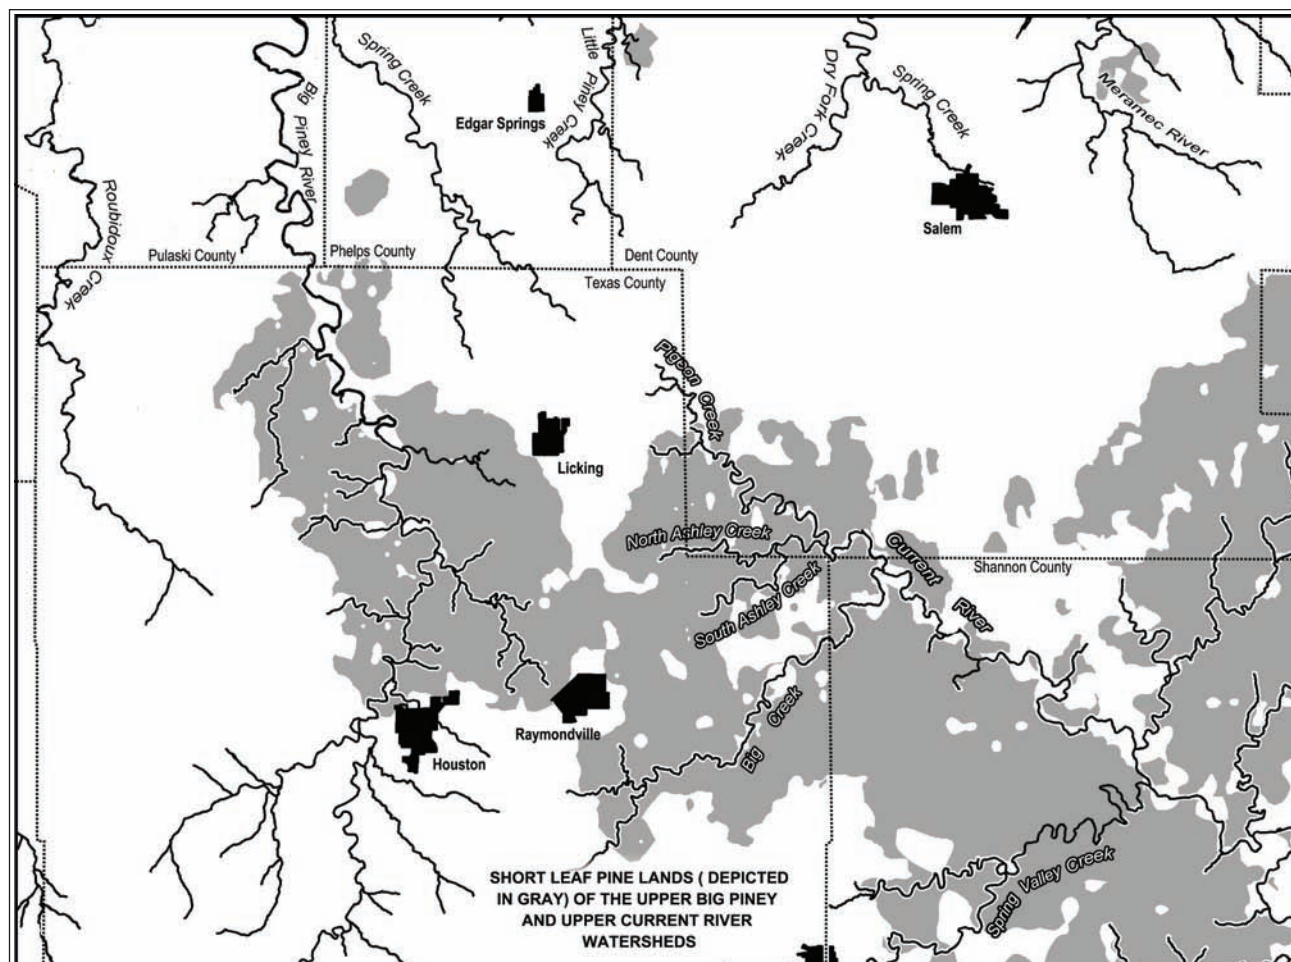 Spring Creek
Big Piney River
Little Piney Creek
Edgar Springs
Dry Fork Creek
Spring Creek
Meramec River
Roubidoux Creek
Salem
Pulaski County
Phelps County
Dent County
Texas County
Pigeon Creek
Licking
North Ashley Creek
South Ashley Creek
Current River
Shannon County
Big Creek
Raymondville
Houston
Spring Valley Creek
SHORT LEAF PINE LANDS ( DEPICTED
IN GRAY) OF THE UPPER BIG PINEY
AND UPPER CURRENT RIVER
WATERSHEDS